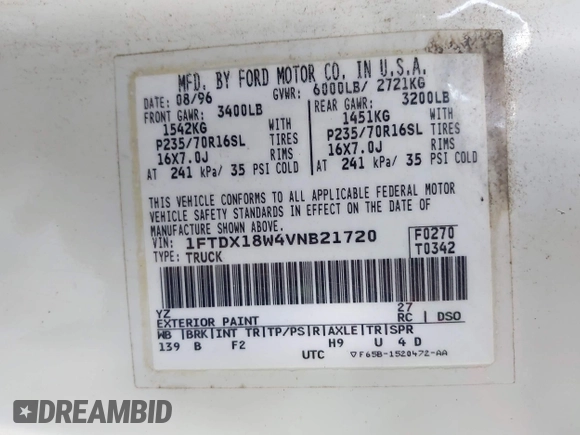 MFD. BY FORD MOTOR CO. IN U.S.A.
DATE: 08/96 GVWR: 6000LB/ 2721KG
FRONT GAWR: 3400LB REAR GAWR: 3200LB
1542KG WITH 1451KG WITH
P235/70R16SL TIRES P235/70R16SL TIRES
16X7.0J RIMS 16X7.0J RIMS
AT 241 kPa/ 35 PSI COLD AT 241 kPa/ 35 PSI COLD
THIS VEHICLE CONFORMS TO ALL APPLICABLE FEDERAL MOTOR
VEHICLE SAFETY STANDARDS IN EFFECT ON THE DATE OF
MANUFACTURE SHOWN ABOVE.
VIN: 1FTDX18W4VNB21720 F0270
TYPE: TRUCK T0342
YZ 27
EXTERIOR PAINT RC DSO
WB BRK INT TR TP/PS R AXLE TR SPR
139 B F2 H9 U 4 D
UTC ▽F65B-1520472-AA
DREAMBID